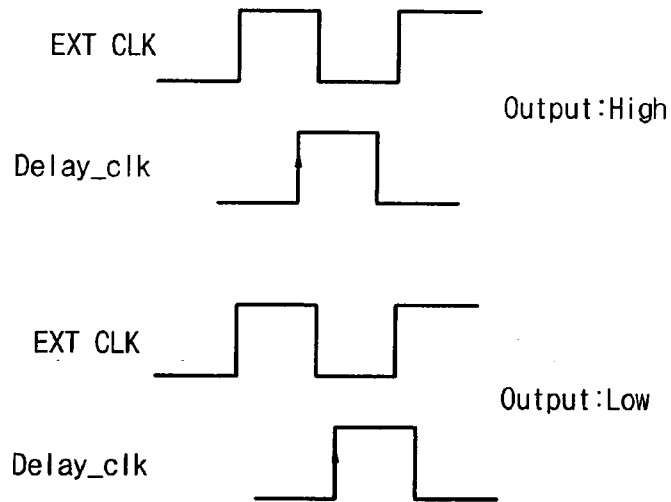 EXT CLK
Output:High
Delay_clk
EXT CLK
Output:Low
Delay_clk